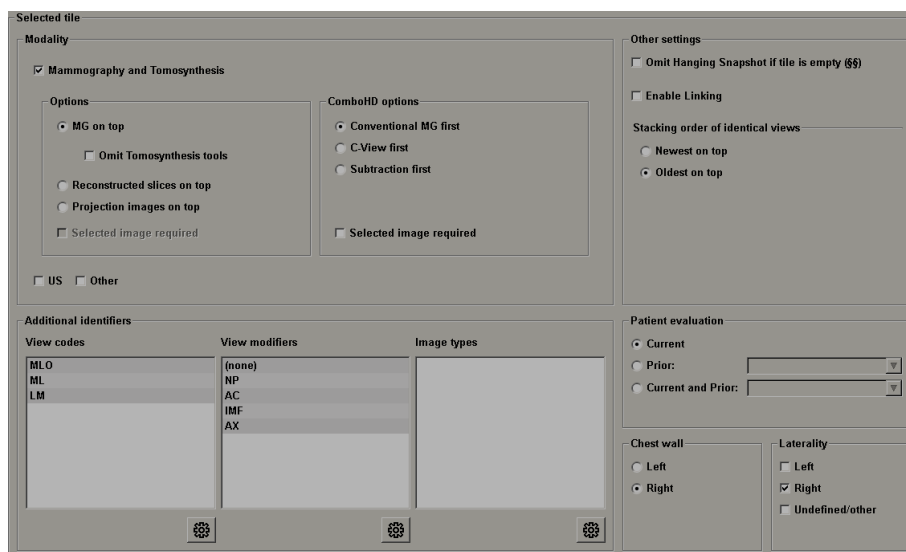 Selected tile
Modality
Mammography and Tomosynthesis
Options
MG on top
Omit Tomosynthesis tools
Reconstructed slices on top
Projection images on top
Selected image required
ComboHD options
Conventional MG first
C-View first
Subtraction first
Selected image required
US
Other
Other settings
Omit Hanging Snapshot if tile is empty (§§)
Enable Linking
Stacking order of identical views
Newest on top
Oldest on top
Additional identifiers
View codes
MLO
ML
LM
View modifiers
(none)
NP
AC
IMF
AX
Image types
Patient evaluation
Current
Prior:
Current and Prior:
Chest wall
Left
Right
Laterality
Left
Right
Undefined/other